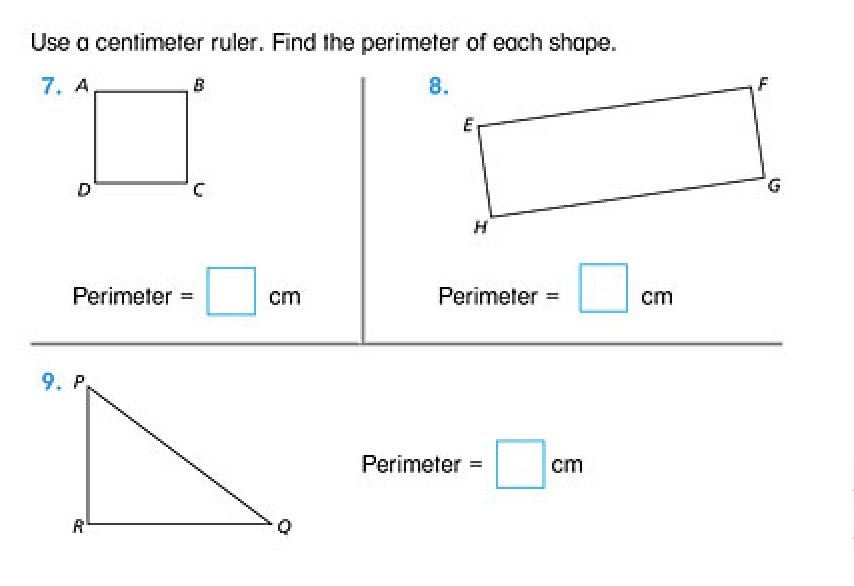 Use a centimeter ruler. Find the perimeter of each shape.
7. A B
D C
Perimeter = cm
8. F
E
G
H
Perimeter = cm
9. P
R Q
Perimeter = cm